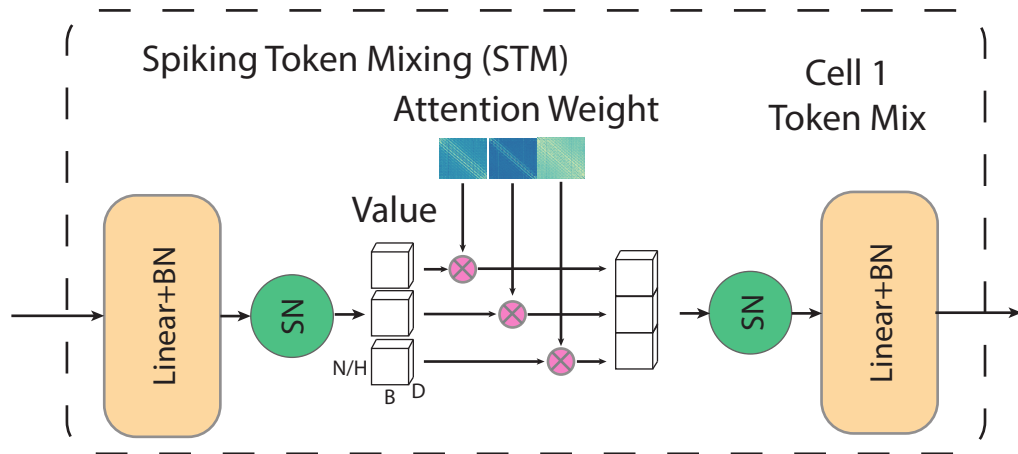 Spiking Token Mixing (STM)
Cell 1
Token Mix
Attention Weight
Value
Linear+BN
SN
N/H
B
D
SN
Linear+BN